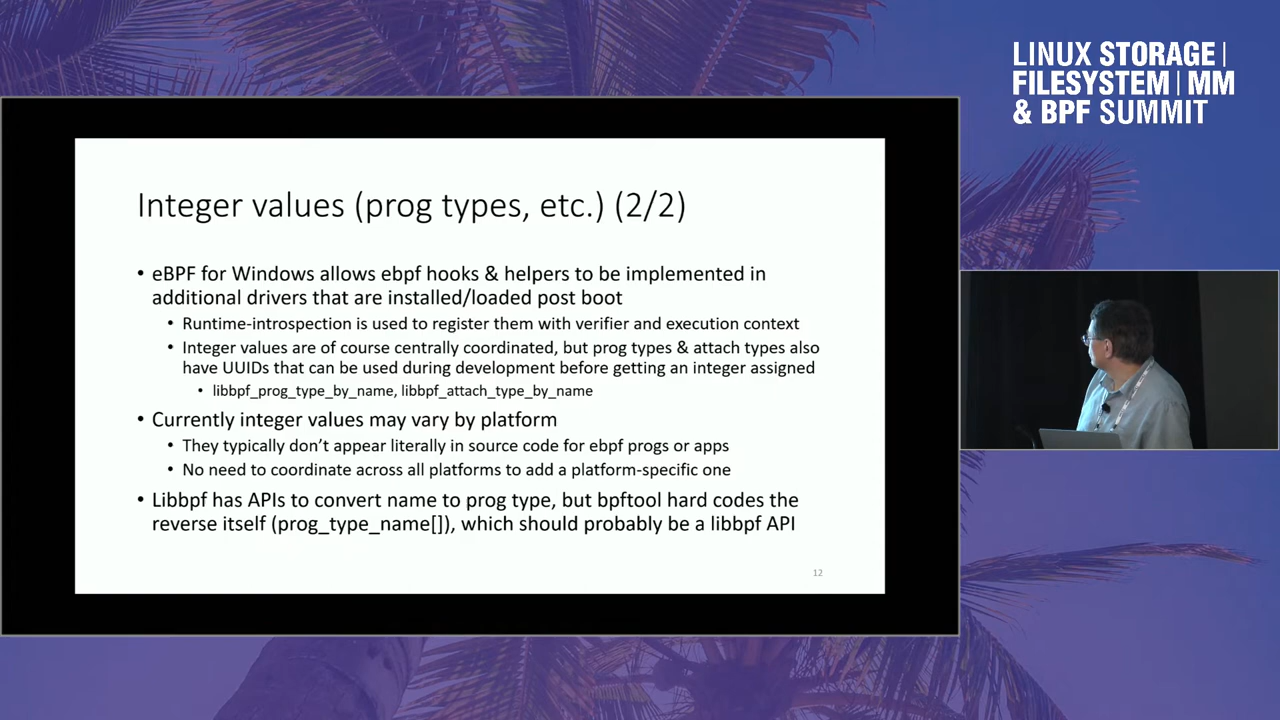 LINUX STORAGE |
FILESYSTEM | MM
& BPF SUMMIT
Integer values (prog types, etc.) (2/2)
• eBPF for Windows allows ebpf hooks & helpers to be implemented in
additional drivers that are installed/loaded post boot
• Runtime-introspection is used to register them with verifier and execution context
• Integer values are of course centrally coordinated, but prog types & attach types also
have UUIDs that can be used during development before getting an integer assigned
• libbpf_prog_type_by_name, libbpf_attach_type_by_name
• Currently integer values may vary by platform
• They typically don’t appear literally in source code for ebpf progs or apps
• No need to coordinate across all platforms to add a platform-specific one
• Libbpf has APIs to convert name to prog type, but bpftool hard codes the
reverse itself (prog_type_name[]), which should probably be a libbpf API
12